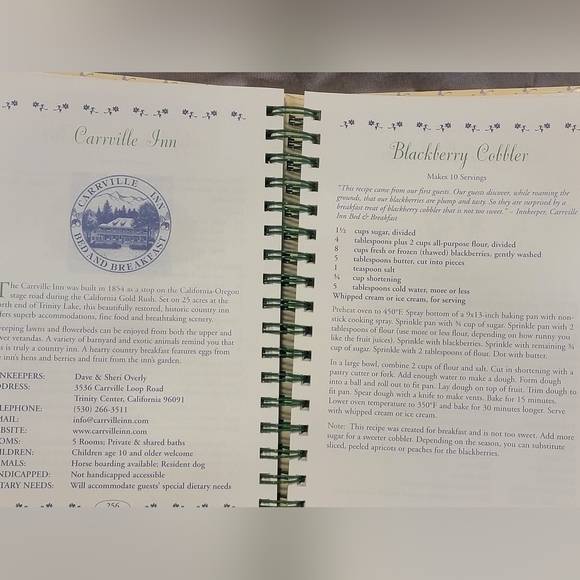 Carrville Inn
CARRVILLE INN
BED AND BREAKFAST
The Carrville Inn was built in 1854 as a stop on the California-Oregon
stage road during the California Gold Rush. Set on 25 acres at the
rth end of Trinity Lake, this beautifully restored, historic country inn
ffers superb accommodations, fine food and breathtaking scenery.
eeping lawns and flowerbeds can be enjoyed from both the upper and
wer verandas. A variety of barnyard and exotic animals remind you that
is is truly a country inn. A hearty country breakfast features eggs from
inn's hens and berries and fruit from the inn's garden.
NKEEPERS: Dave & Sheri Overly
DRESS: 3536 Carrville Loop Road
Trinity Center, California 96091
LEPHONE: (530) 266-3511
MAIL: info@carrvilleinn.com
BSITE: www.carrvilleinn.com
OMS: 5 Rooms; Private & shared baths
ILDREN: Children age 10 and older welcome
IMALS: Horse boarding available; Resident dog
NDICAPPED: Not handicapped accessible
TARY NEEDS: Will accommodate guests' special dietary needs
256
Blackberry Cobbler
Makes 10 Servings
"This recipe came from our first guests. Our guests discover, while roaming the
grounds, that our blackberries are plump and tasty. So they are surprised by a
breakfast treat of blackberry cobbler that is not too sweet." – Innkeeper, Carrville
Inn Bed & Breakfast
1½ cups sugar, divided
4 tablespoons plus 2 cups all-purpose flour, divided
8 cups fresh or frozen (thawed) blackberries, gently washed
5 tablespoons butter, cut into pieces
1 teaspoon salt
¾ cup shortening
5 tablespoons cold water, more or less
Whipped cream or ice cream, for serving
Preheat oven to 450°F Spray bottom of a 9x13-inch baking pan with non-
stick cooking spray. Sprinkle pan with ¾ cup of sugar. Sprinkle pan with 2
tablespoons of flour (use more or less flour, depending on how runny you
like the fruit juices). Sprinkle with blackberries. Sprinkle with remaining ¾
cup of sugar. Sprinkle with 2 tablespoons of flour. Dot with butter.
In a large bowl, combine 2 cups of flour and salt. Cut in shortening with a
pastry cutter or fork. Add enough water to make a dough. Form dough
into a ball and roll out to fit pan. Lay dough on top of fruit. Trim dough to
fit pan. Spear dough with a knife to make vents. Bake for 15 minutes.
Lower oven temperature to 350°F and bake for 30 minutes longer. Serve
with whipped cream or ice cream.
Note: This recipe was created for breakfast and is not too sweet. Add more
sugar for a sweeter cobbler. Depending on the season, you can substitute
sliced, peeled apricots or peaches for the blackberries.